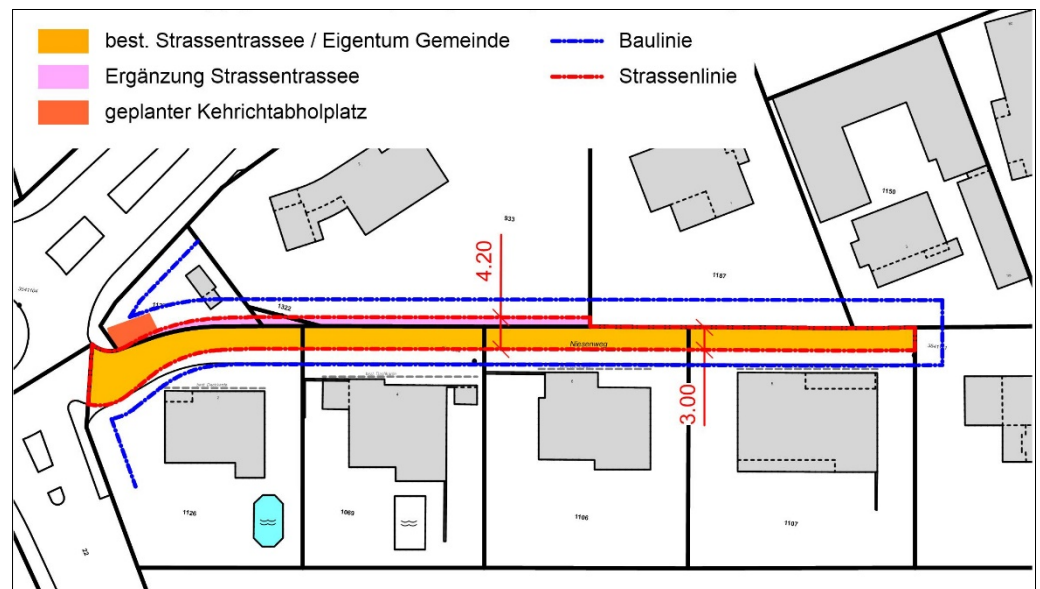 best. Strassentrassee / Eigentum Gemeinde
Ergänzung Strassentrassee
geplanter Kehrichtabholplatz
Baulinie
Strassenlinie
933
1150
1187
4.20
1322
Niesenweg
3.00
1126
1069
1106
1107
22